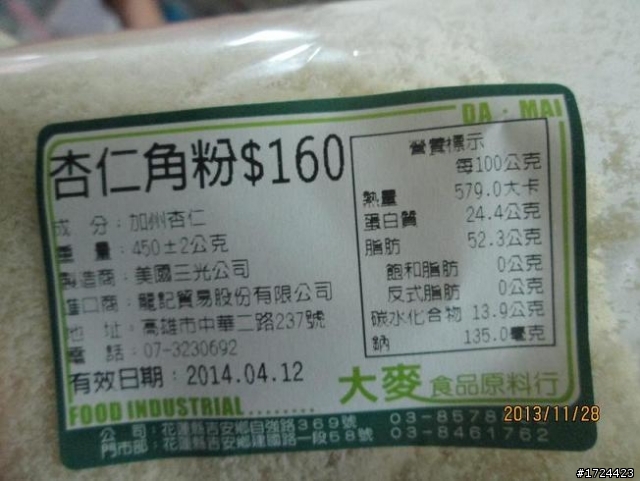 DA · MAI
杏仁角粉$160
成 分：加州杏仁
重 量：450±2公克
製造商：美國三光公司
進口商：龍記貿易股份有限公司
地 址：高雄市中華二路237號
電 話：07-3230692
有效日期：2014.04.12
營養標示
每100公克
熱量 579.0大卡
蛋白質 24.4公克
脂肪 52.3公克
飽和脂肪 0公克
反式脂肪 0公克
碳水化合物 13.9公克
鈉 135.0毫克
大麥 食品原料行
FOOD INDUSTRIAL
公 司：花蓮縣吉安鄉自強路369號 03-8578
門市部：花蓮縣吉安鄉建國路一段58號 03-8461762
2013/11/28
#1724423